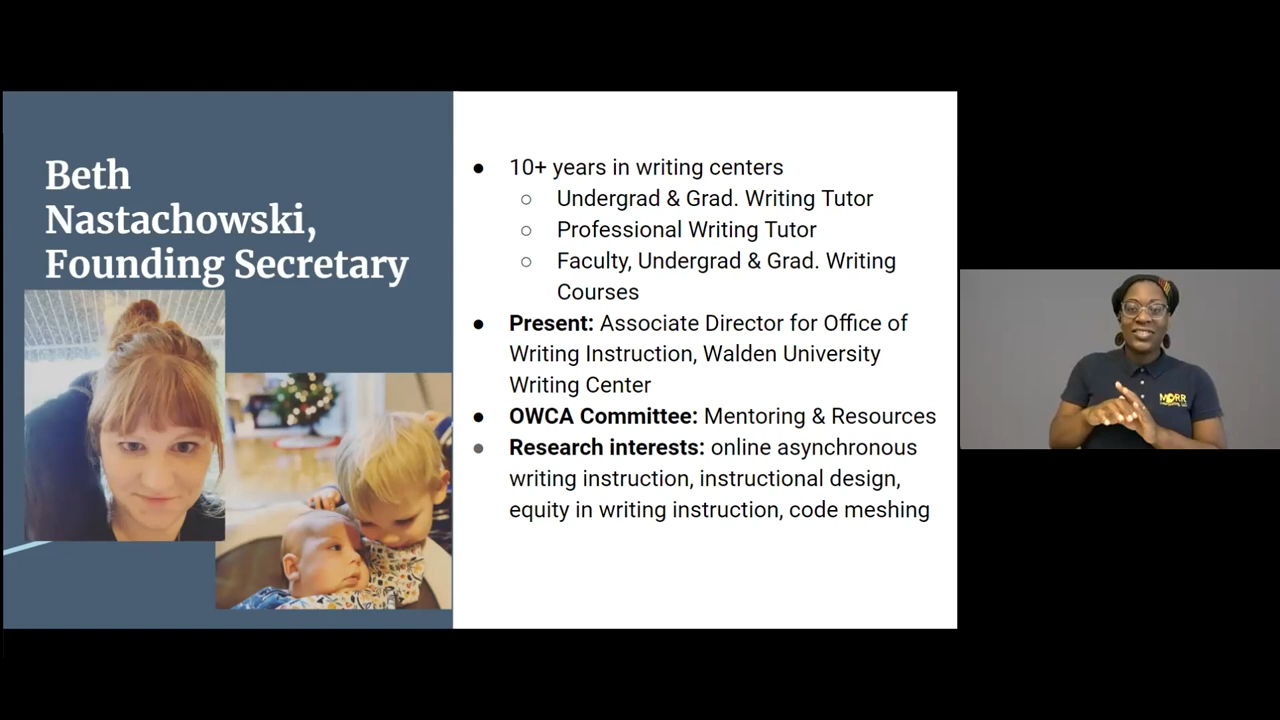 Beth
Nastachowski,
Founding Secretary
● 10+ years in writing centers
○ Undergrad & Grad. Writing Tutor
○ Professional Writing Tutor
○ Faculty, Undergrad & Grad. Writing
Courses
● Present: Associate Director for Office of
Writing Instruction, Walden University
Writing Center
● OWCA Committee: Mentoring & Resources
● Research interests: online asynchronous
writing instruction, instructional design,
equity in writing instruction, code meshing